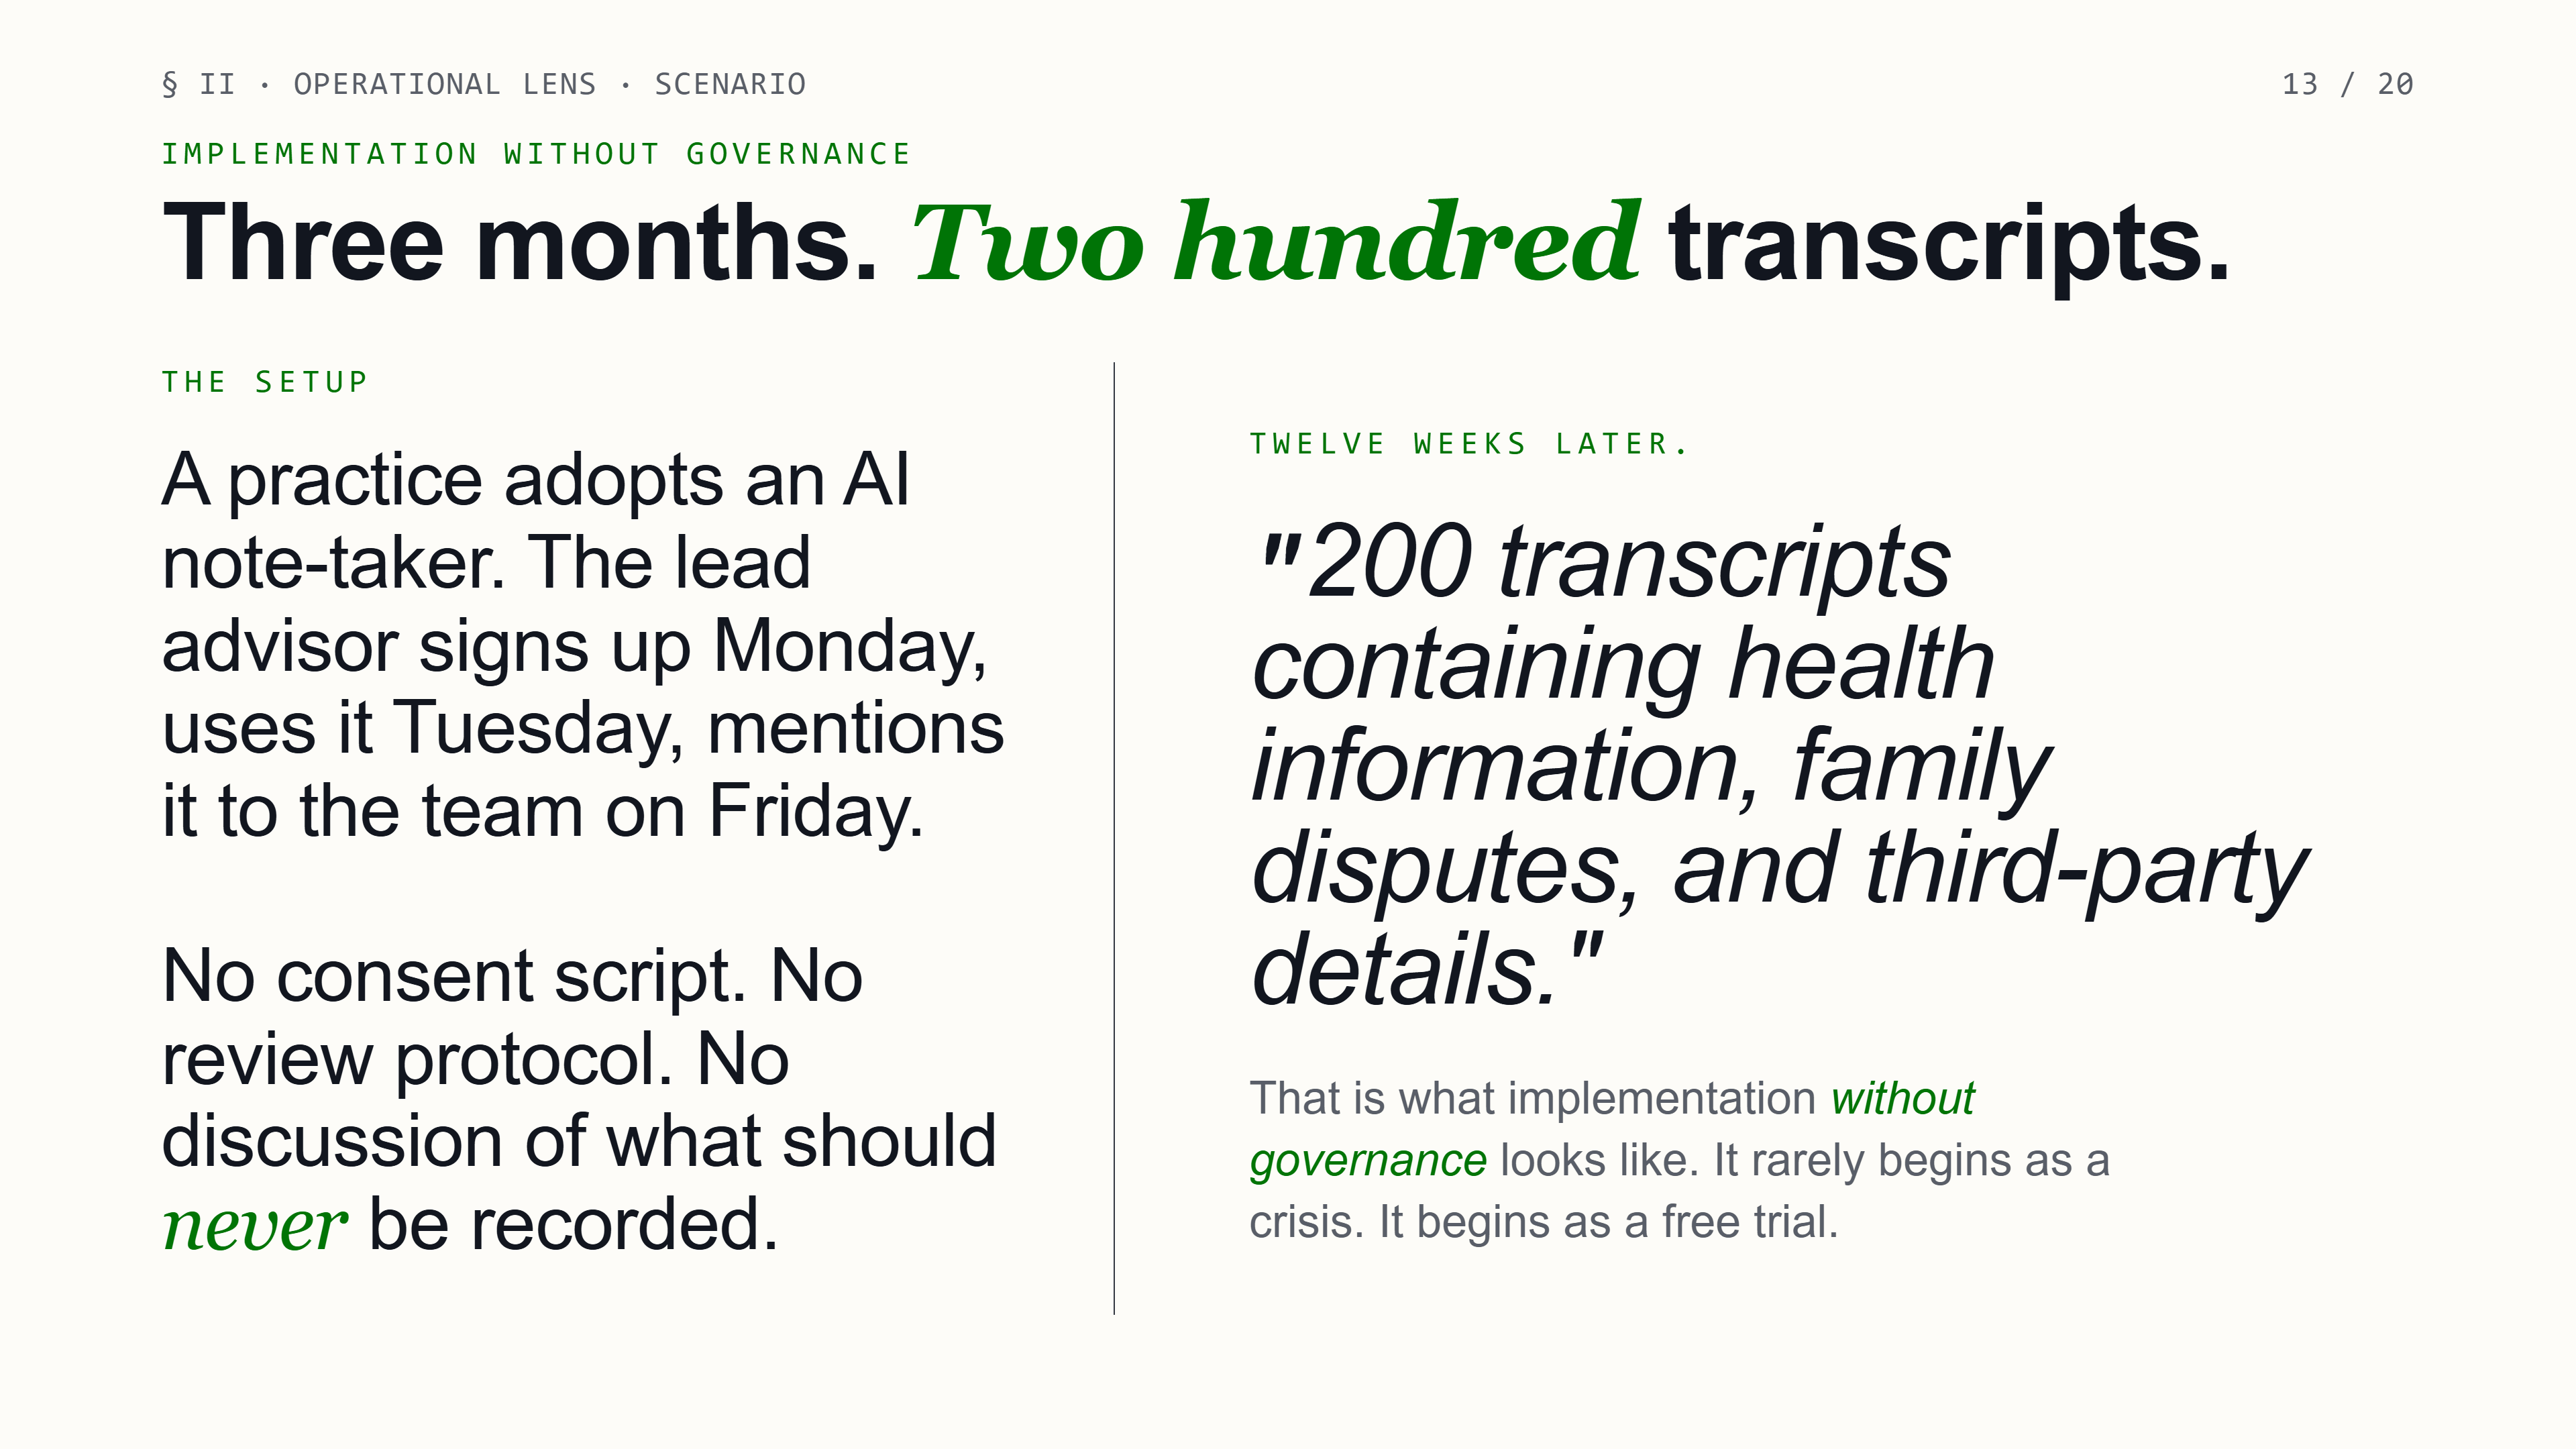 § II · OPERATIONAL LENS · SCENARIO
13 / 20
IMPLEMENTATION WITHOUT GOVERNANCE
Three months. Two hundred transcripts.
THE SETUP
A practice adopts an AI
note-taker. The lead
advisor signs up Monday,
uses it Tuesday, mentions
it to the team on Friday.
No consent script. No
review protocol. No
discussion of what should
never be recorded.
TWELVE WEEKS LATER.
"200 transcripts
containing health
information, family
disputes, and third-party
details."
That is what implementation without
governance looks like. It rarely begins as a
crisis. It begins as a free trial.